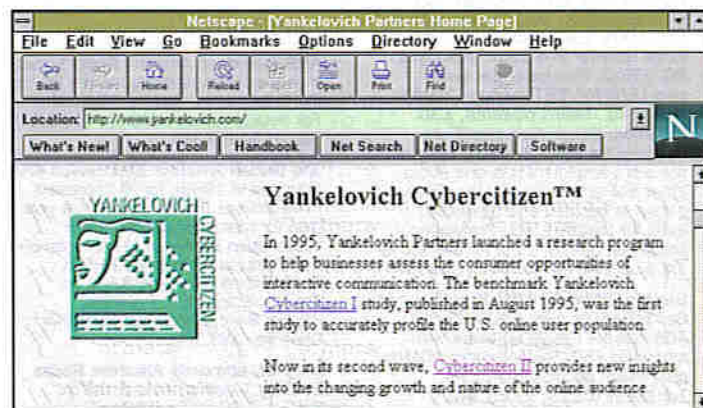 Netscape - [Yankelovich Partners Home Page]
File Edit View Go Bookmarks Options Directory Window Help
Back Forward Home Reload Images Open Print Find Stop
Location: http://www.yankelovich.com/
N
What's New! What's Cool! Handbook Net Search Net Directory Software
YANKELOVICH
CYBERCITIZEN
Yankelovich Cybercitizen™
In 1995, Yankelovich Partners launched a research program
to help businesses assess the consumer opportunities of
interactive communication. The benchmark Yankelovich
Cybercitizen I study, published in August 1995, was the first
study to accurately profile the U.S. online user population.
Now in its second wave, Cybercitizen II provides new insights
into the changing growth and nature of the online audience